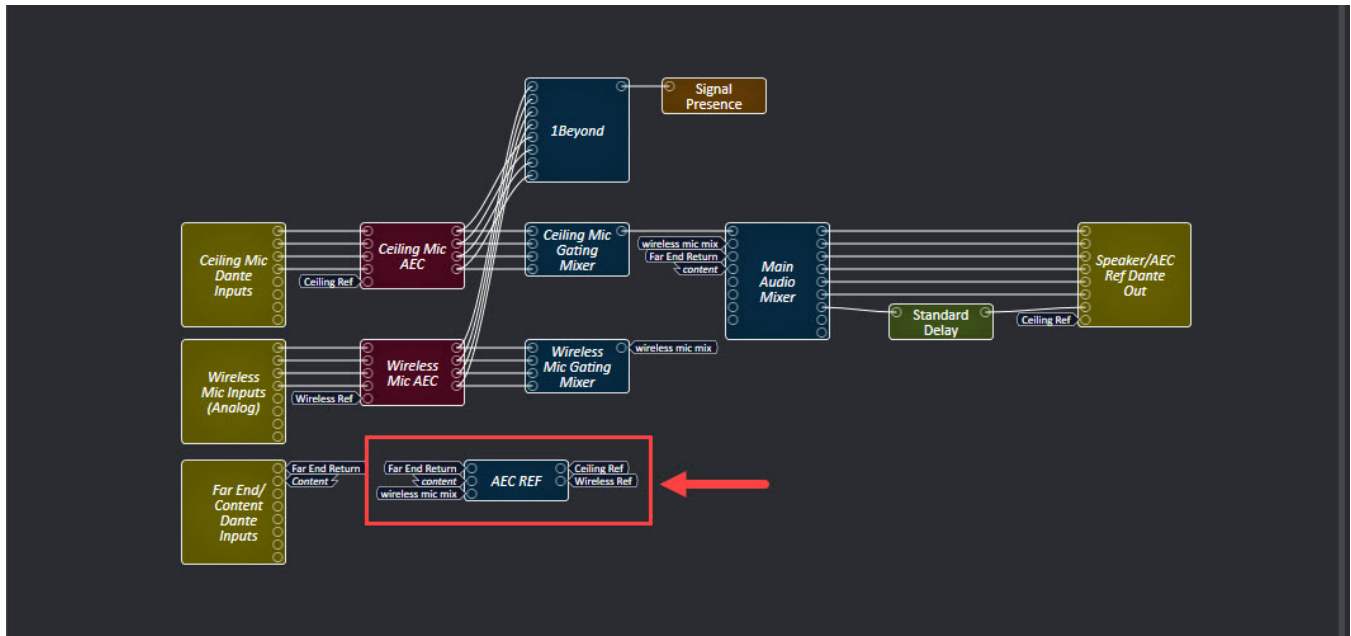 Signal
Presence
1Beyond
Ceiling Mic
Dante
Inputs
Ceiling Ref
Ceiling Mic
AEC
Ceiling Mic
Gating
Mixer
wireless mic mix
Far End Return
content
Main
Audio
Mixer
Standard
Delay
Ceiling Ref
Speaker/AEC
Ref Dante
Out
Wireless
Mic Inputs
(Analog)
Wireless Ref
Wireless
Mic AEC
Wireless
Mic Gating
Mixer
wireless mic mix
Far End/
Content
Dante
Inputs
Far End Return
Content
Far End Return
content
wireless mic mix
AEC REF
Ceiling Ref
Wireless Ref